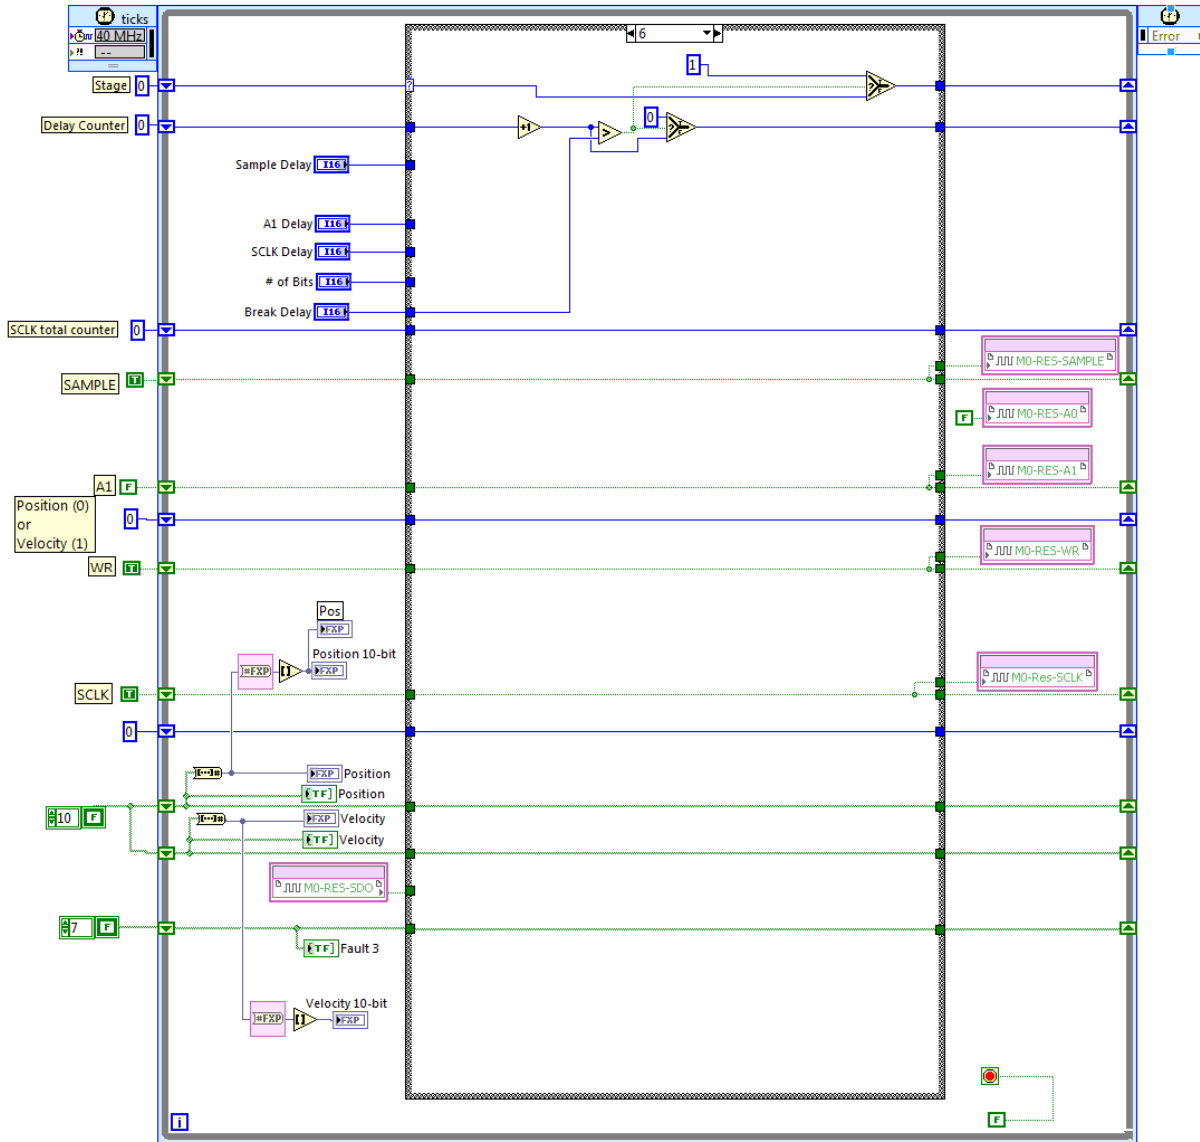 ticks
40 MHz
--
Error
6
1
Stage
0
Delay Counter
0
+1
>
0
Sample Delay
I16
A1 Delay
I16
SCLK Delay
I16
# of Bits
I16
Break Delay
I16
SCLK total counter
0
M0-RES-SAMPLE
SAMPLE
T
F
M0-RES-A0
M0-RES-A1
A1
F
Position (0)
or
Velocity (1)
0
M0-RES-WR
WR
T
Pos
FXP
Position 10-bit
#FXP
FXP
M0-Res-SCLK
SCLK
T
0
FXP
Position
TF
Position
10
F
FXP
Velocity
TF
Velocity
M0-RES-SDO
7
F
TF
Fault 3
Velocity 10-bit
#FXP
FXP
F
i